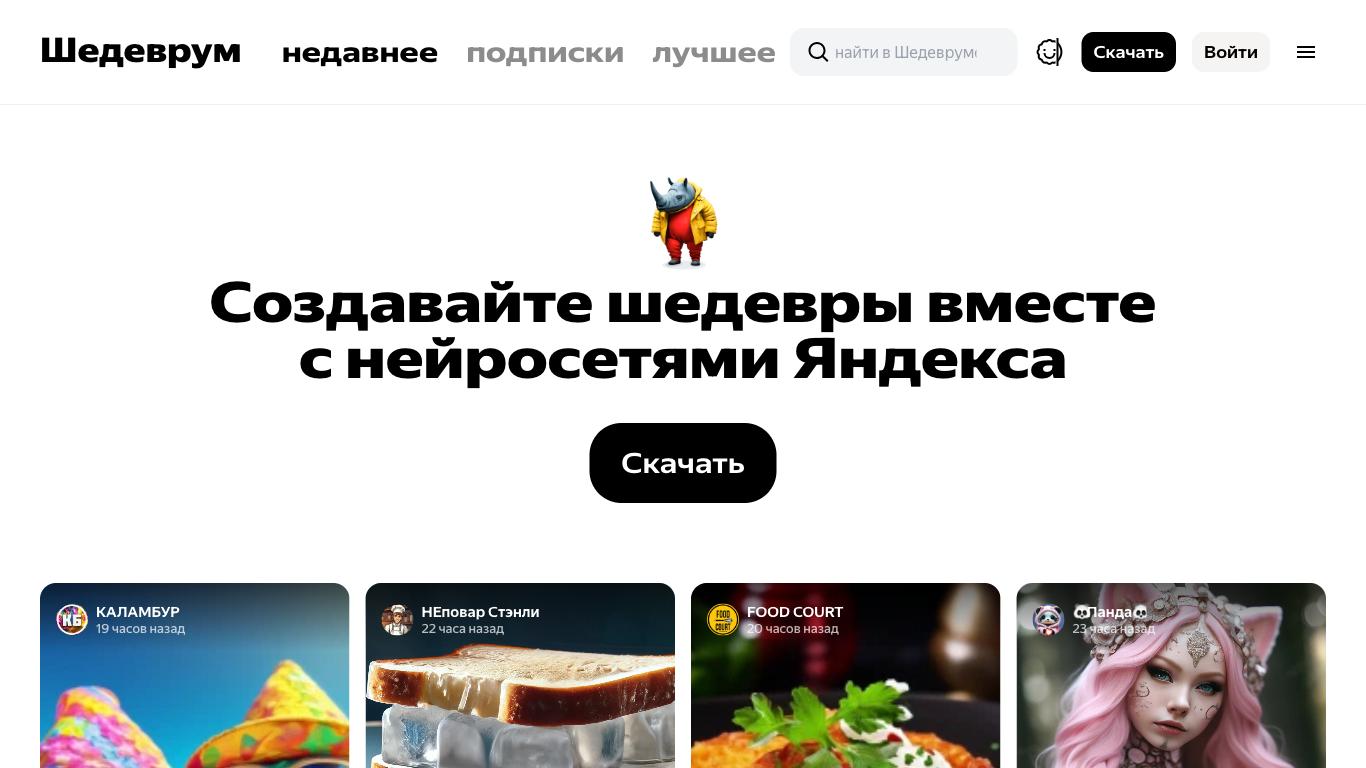 Шедеврум
недавнее
подписки
лучшее
найти в Шедевруме
Скачать
Войти
Создавайте шедевры вместе
с нейросетями Яндекса
Скачать
КБ
КАЛАМБУР
19 часов назад
НЕповар Стэнли
22 часа назад
FOOD
COURT
FOOD COURT
20 часов назад
💀Панда💀
23 часа назад